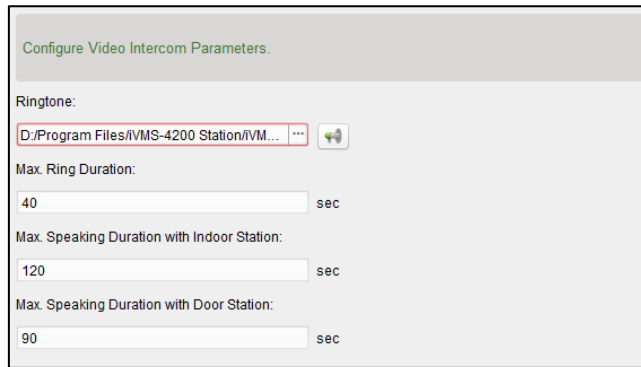 Configure Video Intercom Parameters.
Ringtone:
D:/Program Files/iVMS-4200 Station/iVM... ...
Max. Ring Duration:
40 sec
Max. Speaking Duration with Indoor Station:
120 sec
Max. Speaking Duration with Door Station:
90 sec